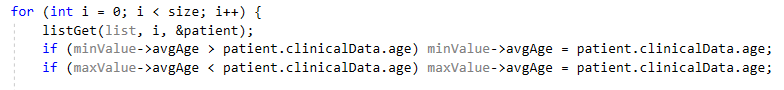 for (int i = 0; i < size; i++) {
listGet(list, i, &patient);
if (minValue->avgAge > patient.clinicalData.age) minValue->avgAge = patient.clinicalData.age;
if (maxValue->avgAge < patient.clinicalData.age) maxValue->avgAge = patient.clinicalData.age;